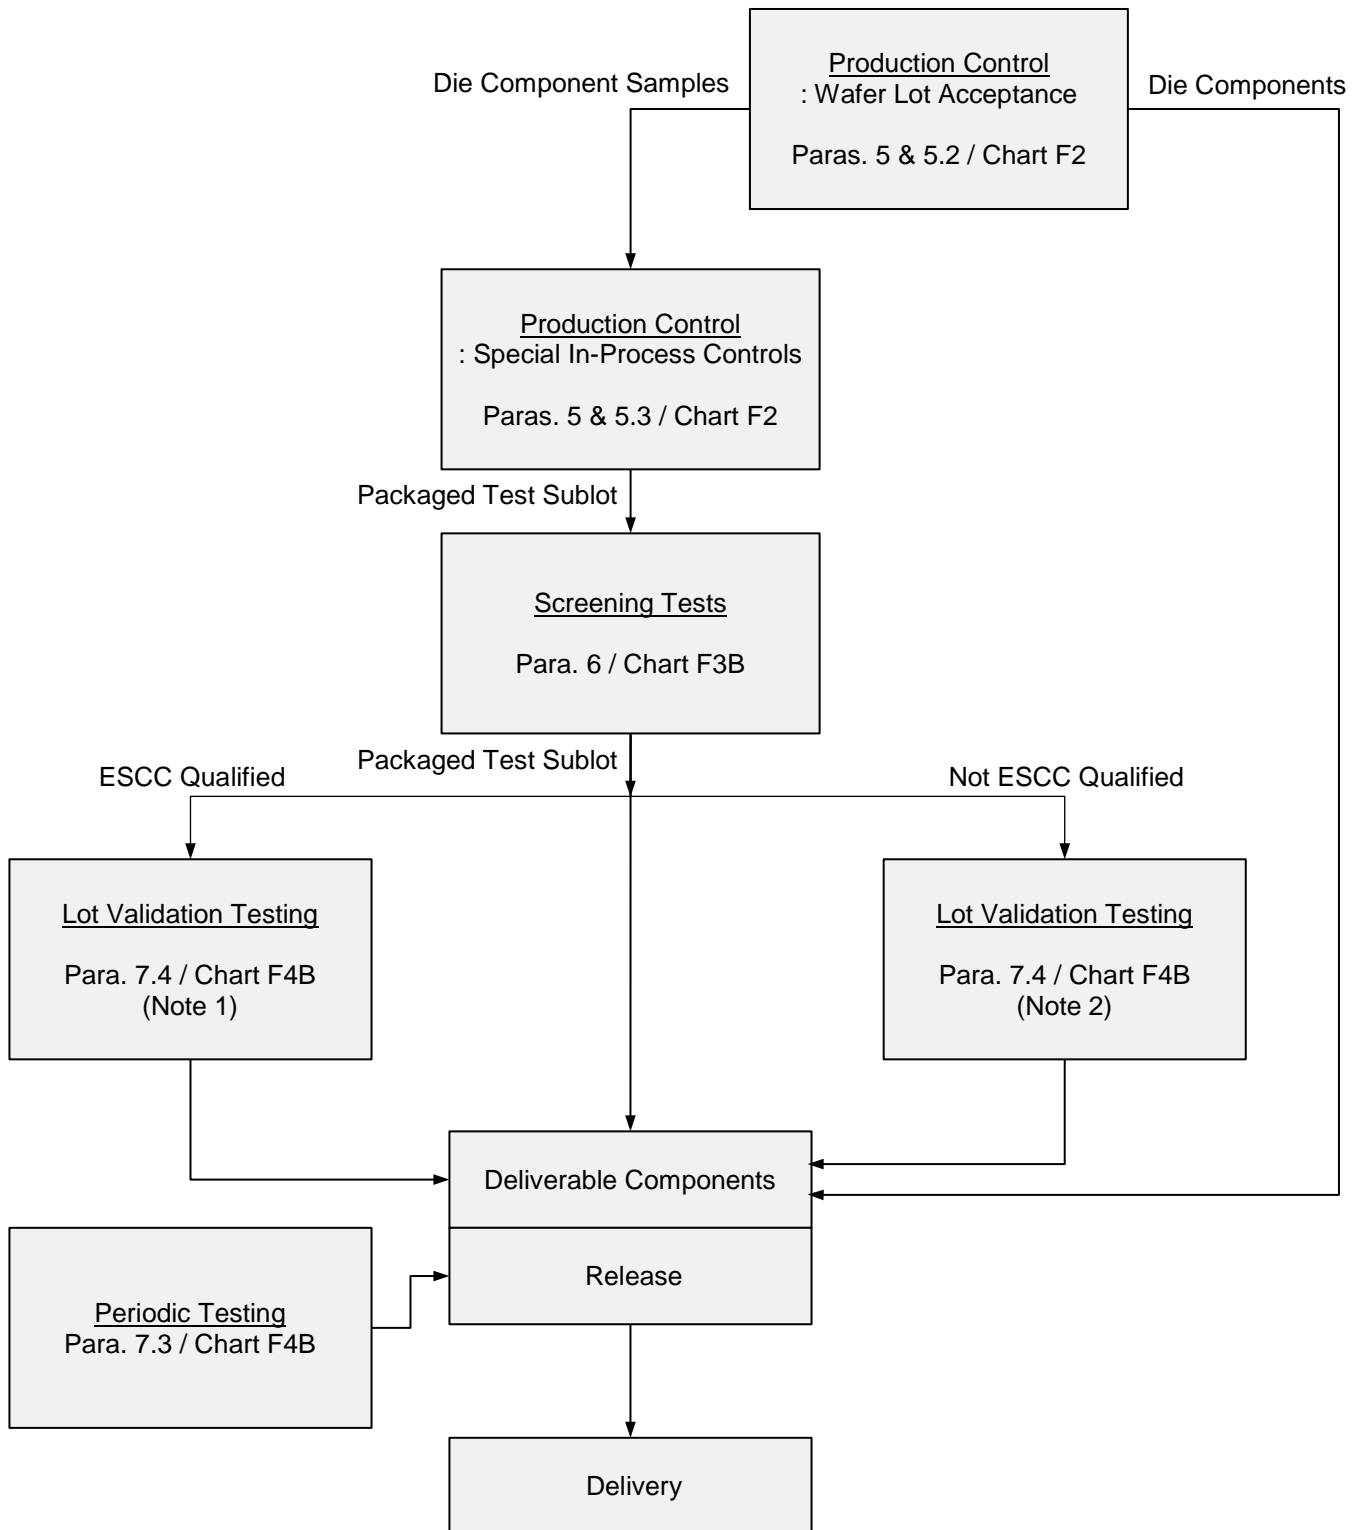 Die Component Samples
Production Control
: Wafer Lot Acceptance
Paras. 5 & 5.2 / Chart F2
Die Components
Production Control
: Special In-Process Controls
Paras. 5 & 5.3 / Chart F2
Packaged Test Sublot
Screening Tests
Para. 6 / Chart F3B
Packaged Test Sublot
ESCC Qualified
Not ESCC Qualified
Lot Validation Testing
Para. 7.4 / Chart F4B
(Note 1)
Lot Validation Testing
Para. 7.4 / Chart F4B
(Note 2)
Deliverable Components
Release
Periodic Testing
Para. 7.3 / Chart F4B
Delivery